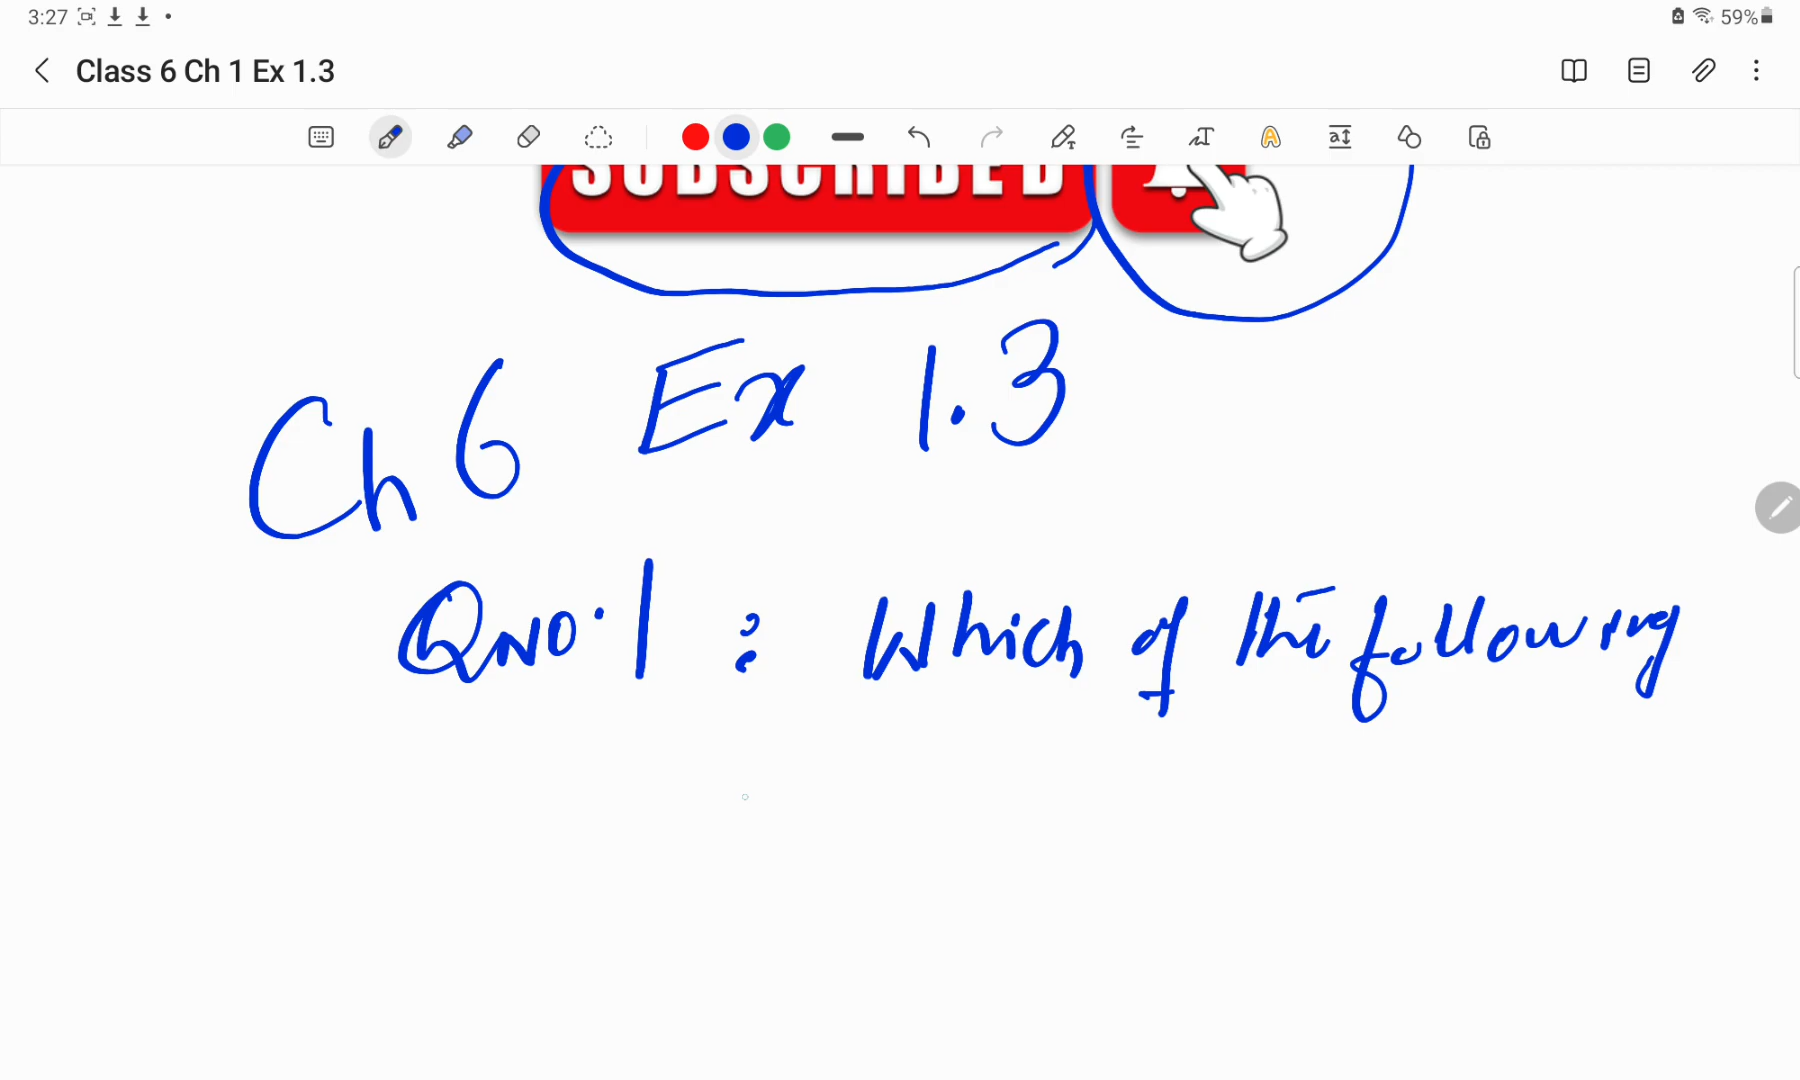 3:27 59%
Class 6 Ch 1 Ex 1.3
SUBSCRIBED
Ch 6 Ex 1.3
QNO.1 : Which of the following